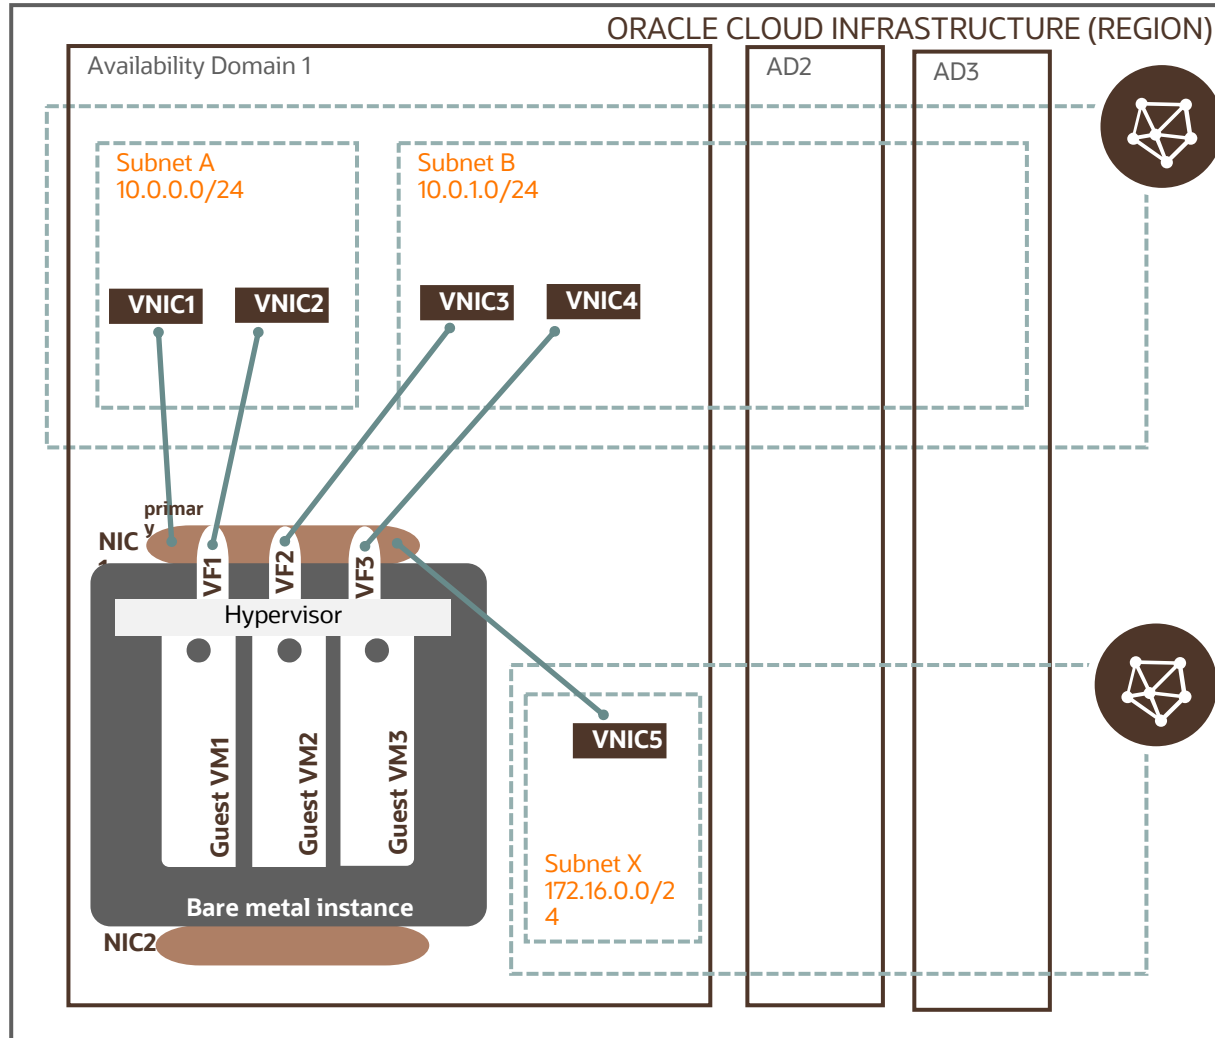 ORACLE CLOUD INFRASTRUCTURE (REGION)
Availability Domain 1
AD2
AD3
Subnet A
10.0.0.0/24
Subnet B
10.0.1.0/24
VNIC1
VNIC2
VNIC3
VNIC4
primar
y
NIC
VF1
VF2
VF3
Hypervisor
Guest VM1
Guest VM2
Guest VM3
VNIC5
Subnet X
172.16.0.0/2
4
Bare metal instance
NIC2